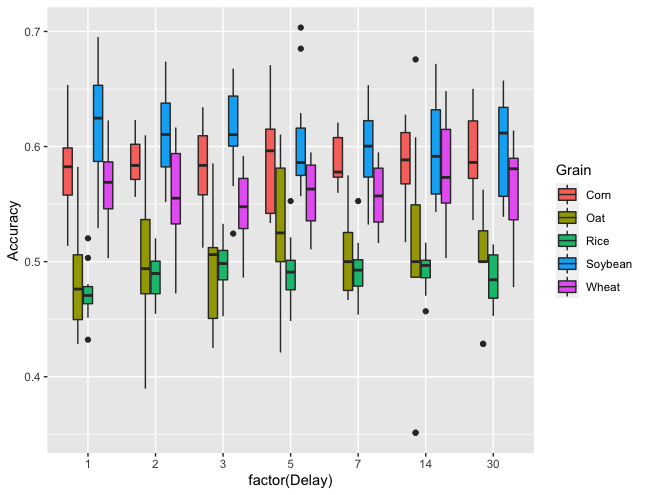 0.7
0.6
0.5
0.4
Accuracy
1 2 3 5 7 14 30
factor(Delay)
Grain
Corn
Oat
Rice
Soybean
Wheat